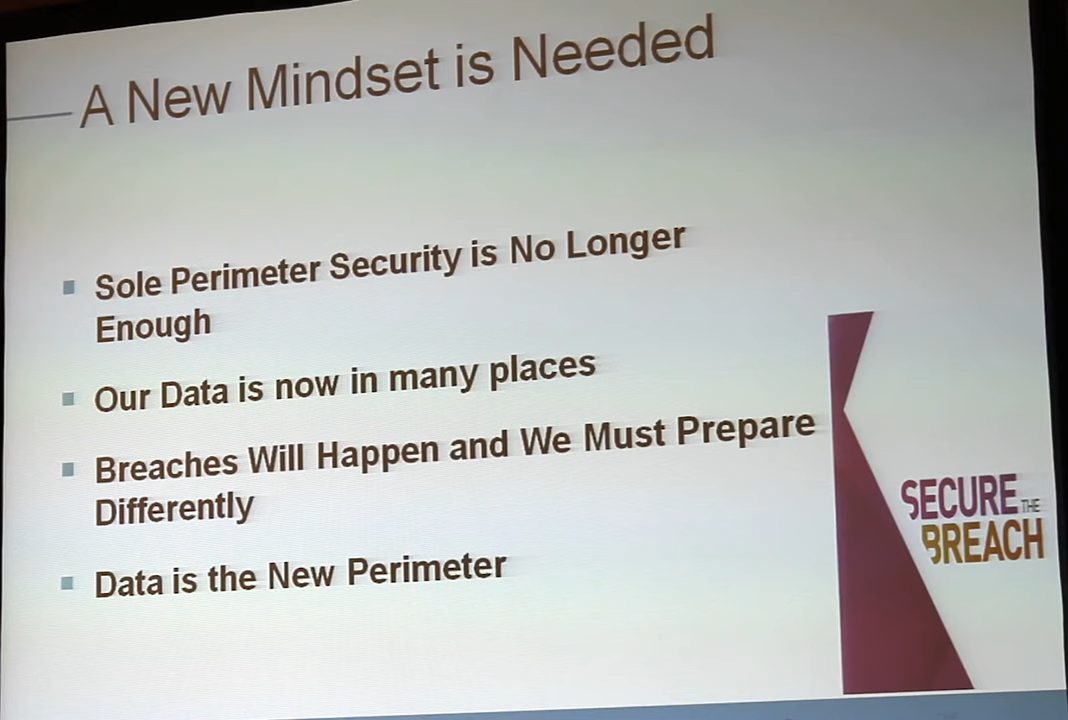 A New Mindset is Needed
Sole Perimeter Security is No Longer
Enough
Our Data is now in many places
Breaches Will Happen and We Must Prepare
Differently
Data is the New Perimeter
SECURE THE
BREACH